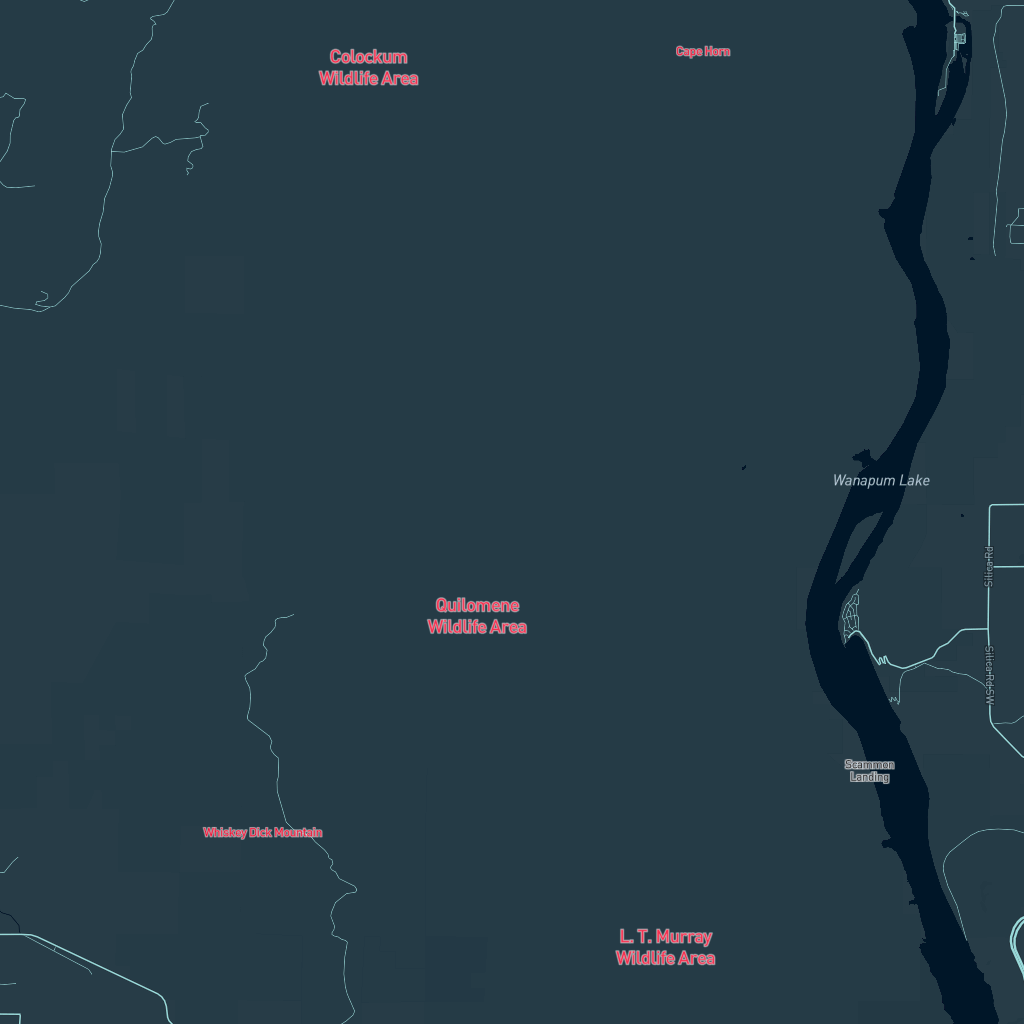 Colockum
Wildlife Area
Cape Horn
Wanapum Lake
Silica Rd
Quilomene
Wildlife Area
Silica Rd SW
Scammon
Landing
Whiskey Dick Mountain
L. T. Murray
Wildlife Area